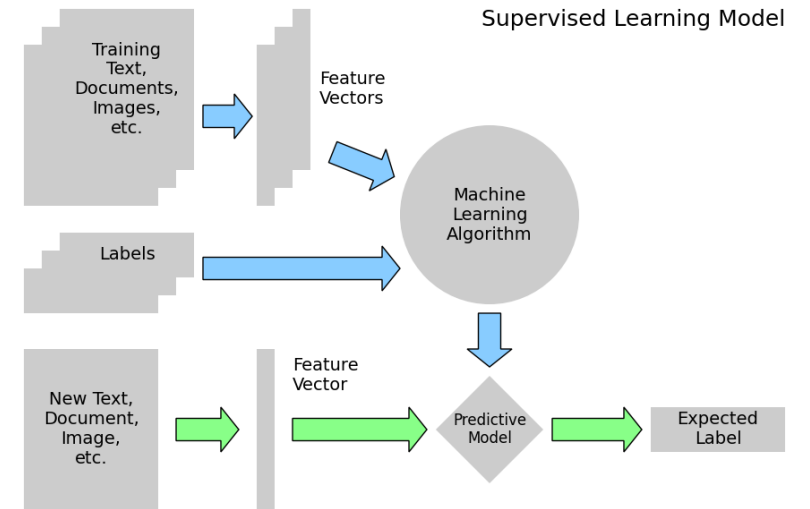 Supervised Learning Model
Training
Text,
Documents,
Images,
etc.
Feature
Vectors
Machine
Learning
Algorithm
Labels
New Text,
Document,
Image,
etc.
Feature
Vector
Predictive
Model
Expected
Label